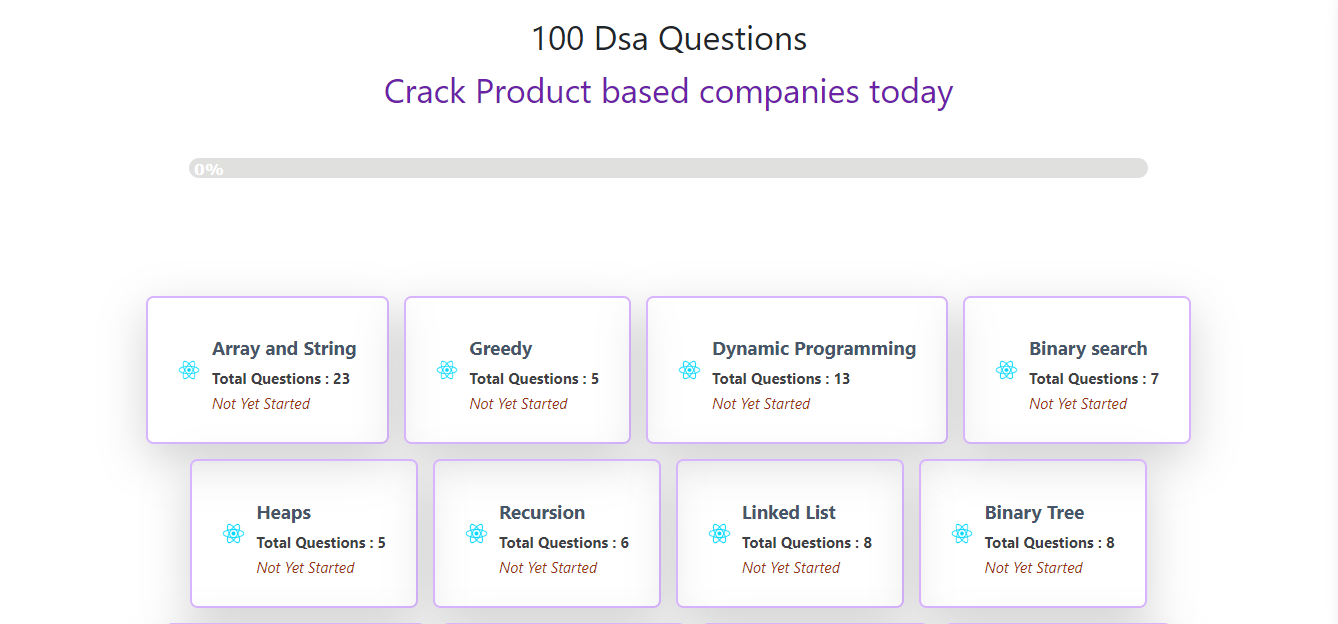 100 Dsa Questions
Crack Product based companies today
0%
Array and String
Total Questions : 23
Not Yet Started
Greedy
Total Questions : 5
Not Yet Started
Dynamic Programming
Total Questions : 13
Not Yet Started
Binary search
Total Questions : 7
Not Yet Started
Heaps
Total Questions : 5
Not Yet Started
Recursion
Total Questions : 6
Not Yet Started
Linked List
Total Questions : 8
Not Yet Started
Binary Tree
Total Questions : 8
Not Yet Started